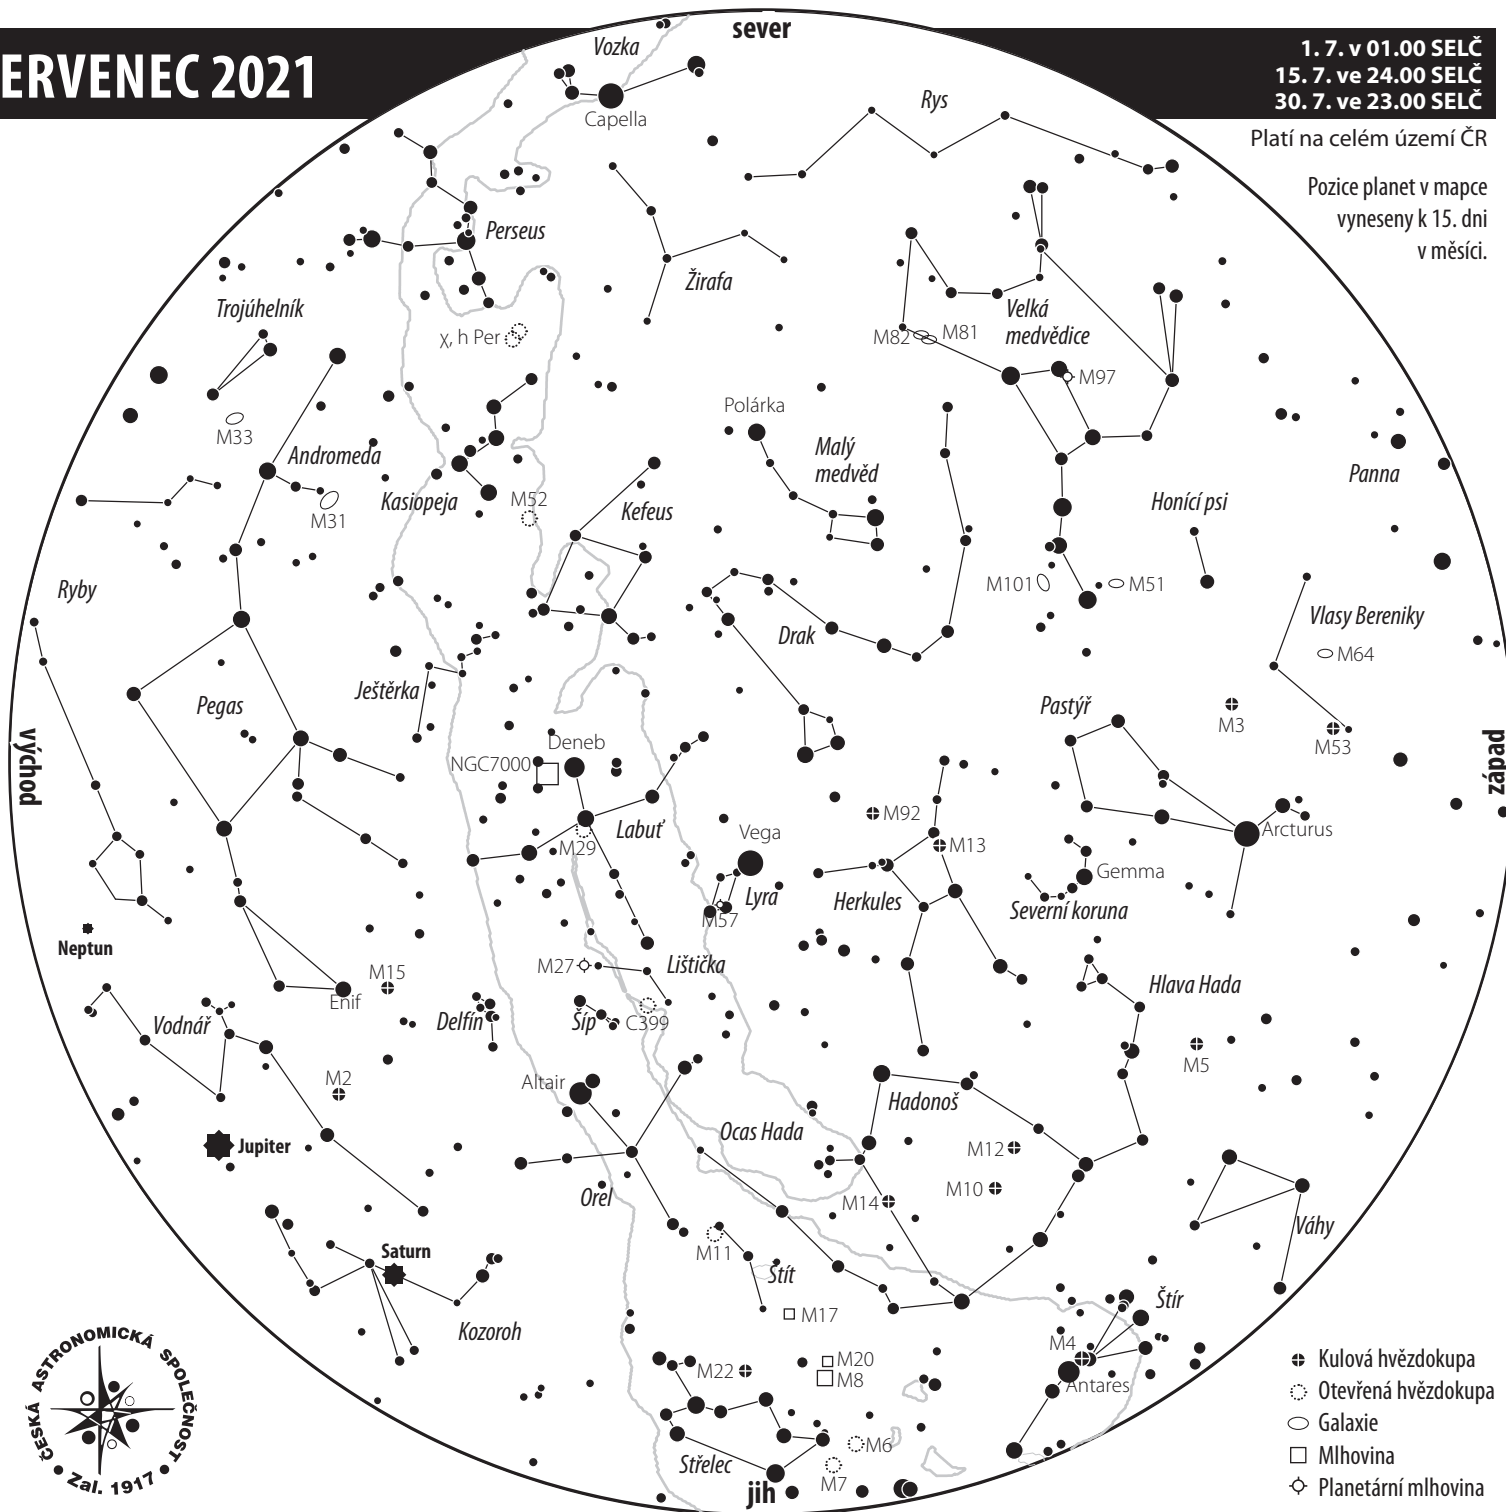 sever
ERVENEC 2021
1. 7. v 01.00 SELČ
15. 7. ve 24.00 SELČ
30. 7. ve 23.00 SELČ
Platí na celém území ČR
Pozice planet v mapce
vyneseny k 15. dni
v měsíci.
Vozka
Capella
Rys
Perseus
Žirafa
Trojúhelník
χ, h Per
Velká
medvědice
M82
M81
M97
M33
Andromeda
M31
Kasiopeja
M52
Kefeus
Polárka
Malý
medvěd
Honící psi
Panna
Ryby
M101
M51
Vlasy Bereniky
M64
Drak
Ještěrka
Pegas
Pastýř
M3
M53
východ
západ
Deneb
NGC7000
Labuť
M29
Vega
Lyra
M57
M92
M13
Herkules
Gemma
Severní koruna
Arcturus
Neptun
M15
Enif
M27
Lištička
Hlava Hada
Vodnář
Delfín
Šíp
C399
M5
M2
Altair
Hadonoš
Jupiter
Ocas Hada
M12
M10
M14
Orel
Váhy
M11
Štít
Saturn
Kozoroh
M17
Štír
M4
Antares
M22
M20
M8
Střelec
M6
M7
jih
ČESKÁ ASTRONOMICKÁ SPOLEČNOST
Zal. 1917
Kulová hvězdokupa
Otevřená hvězdokupa
Galaxie
Mlhovina
Planetární mlhovina